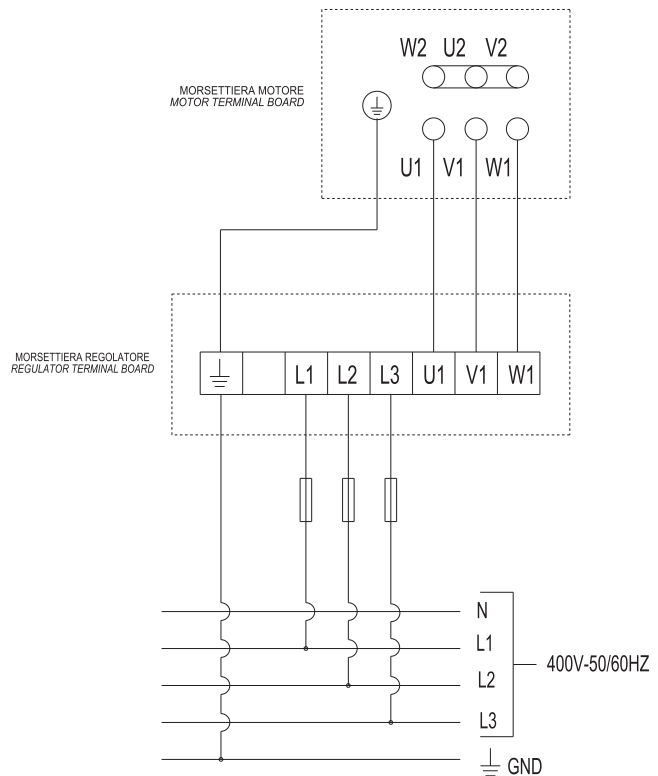 W2 U2 V2
MORSETTIERA MOTORE
MOTOR TERMINAL BOARD
U1 V1 W1
MORSETTIERA REGOLATORE
REGULATOR TERMINAL BOARD
L1 L2 L3 U1 V1 W1
N
L1
400V-50/60HZ
L2
L3
GND